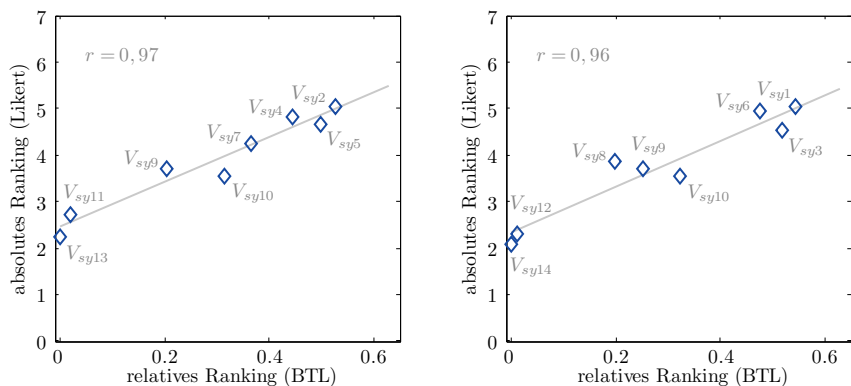 absolutes Ranking (Likert)
7
6
5
4
3
2
1
0
r = 0, 97
V_sy2
V_sy4
V_sy5
V_sy7
V_sy9
V_sy10
V_sy11
V_sy13
0 0.2 0.4 0.6
relatives Ranking (BTL)
absolutes Ranking (Likert)
7
6
5
4
3
2
1
0
r = 0, 96
V_sy1
V_sy6
V_sy3
V_sy8
V_sy9
V_sy10
V_sy12
V_sy14
0 0.2 0.4 0.6
relatives Ranking (BTL)